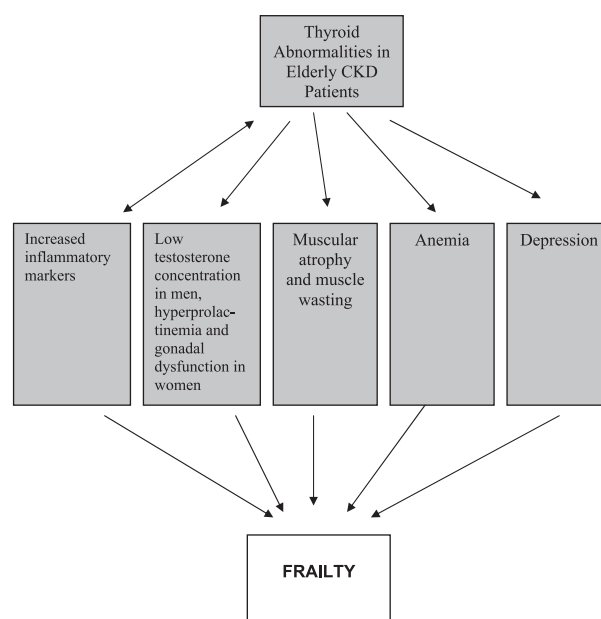 Thyroid
Abnormalities in
Elderly CKD
Patients
Increased
inflammatory
markers
Low
testosterone
concentration
in men,
hyperprolac-
tinemia and
gonadal
dysfunction in
women
Muscular
atrophy
and muscle
wasting
Anemia
Depression
FRAILTY